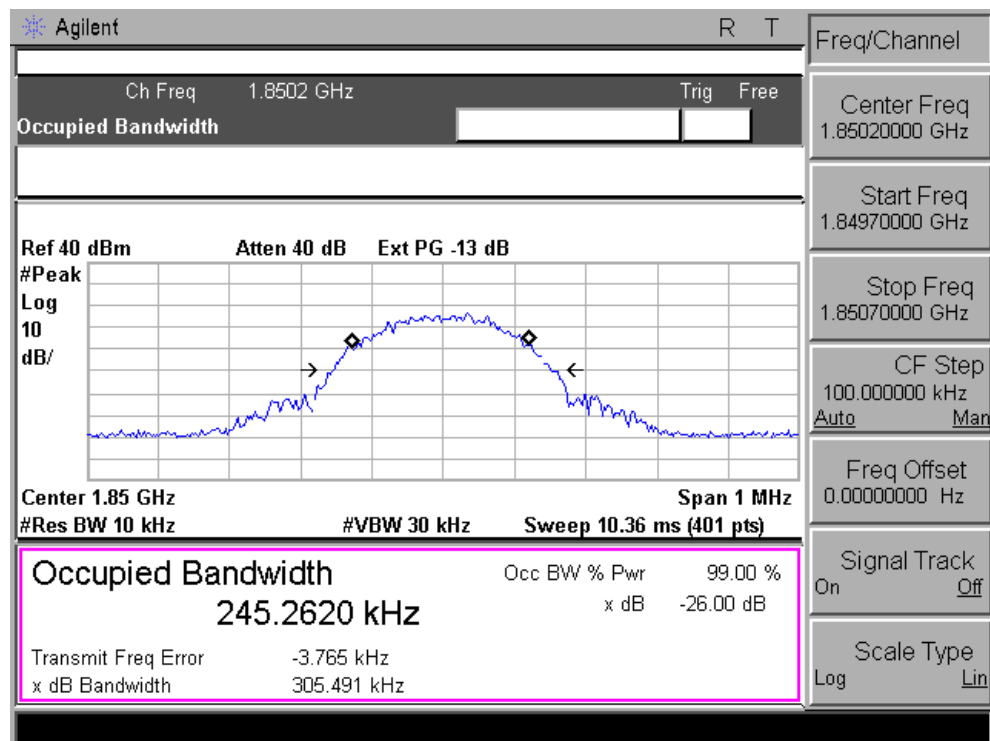 Agilent R T
Ch Freq 1.8502 GHz Trig Free
Occupied Bandwidth
Ref 40 dBm Atten 40 dB Ext PG -13 dB
#Peak
Log
10
dB/
Center 1.85 GHz Span 1 MHz
#Res BW 10 kHz #VBW 30 kHz Sweep 10.36 ms (401 pts)
Occupied Bandwidth Occ BW % Pwr 99.00 %
245.2620 kHz x dB -26.00 dB
Transmit Freq Error -3.765 kHz
x dB Bandwidth 305.491 kHz
Freq/Channel
Center Freq
1.85020000 GHz
Start Freq
1.84970000 GHz
Stop Freq
1.85070000 GHz
CF Step
100.000000 kHz
Auto Man
Freq Offset
0.00000000 Hz
Signal Track
On Off
Scale Type
Log Lin